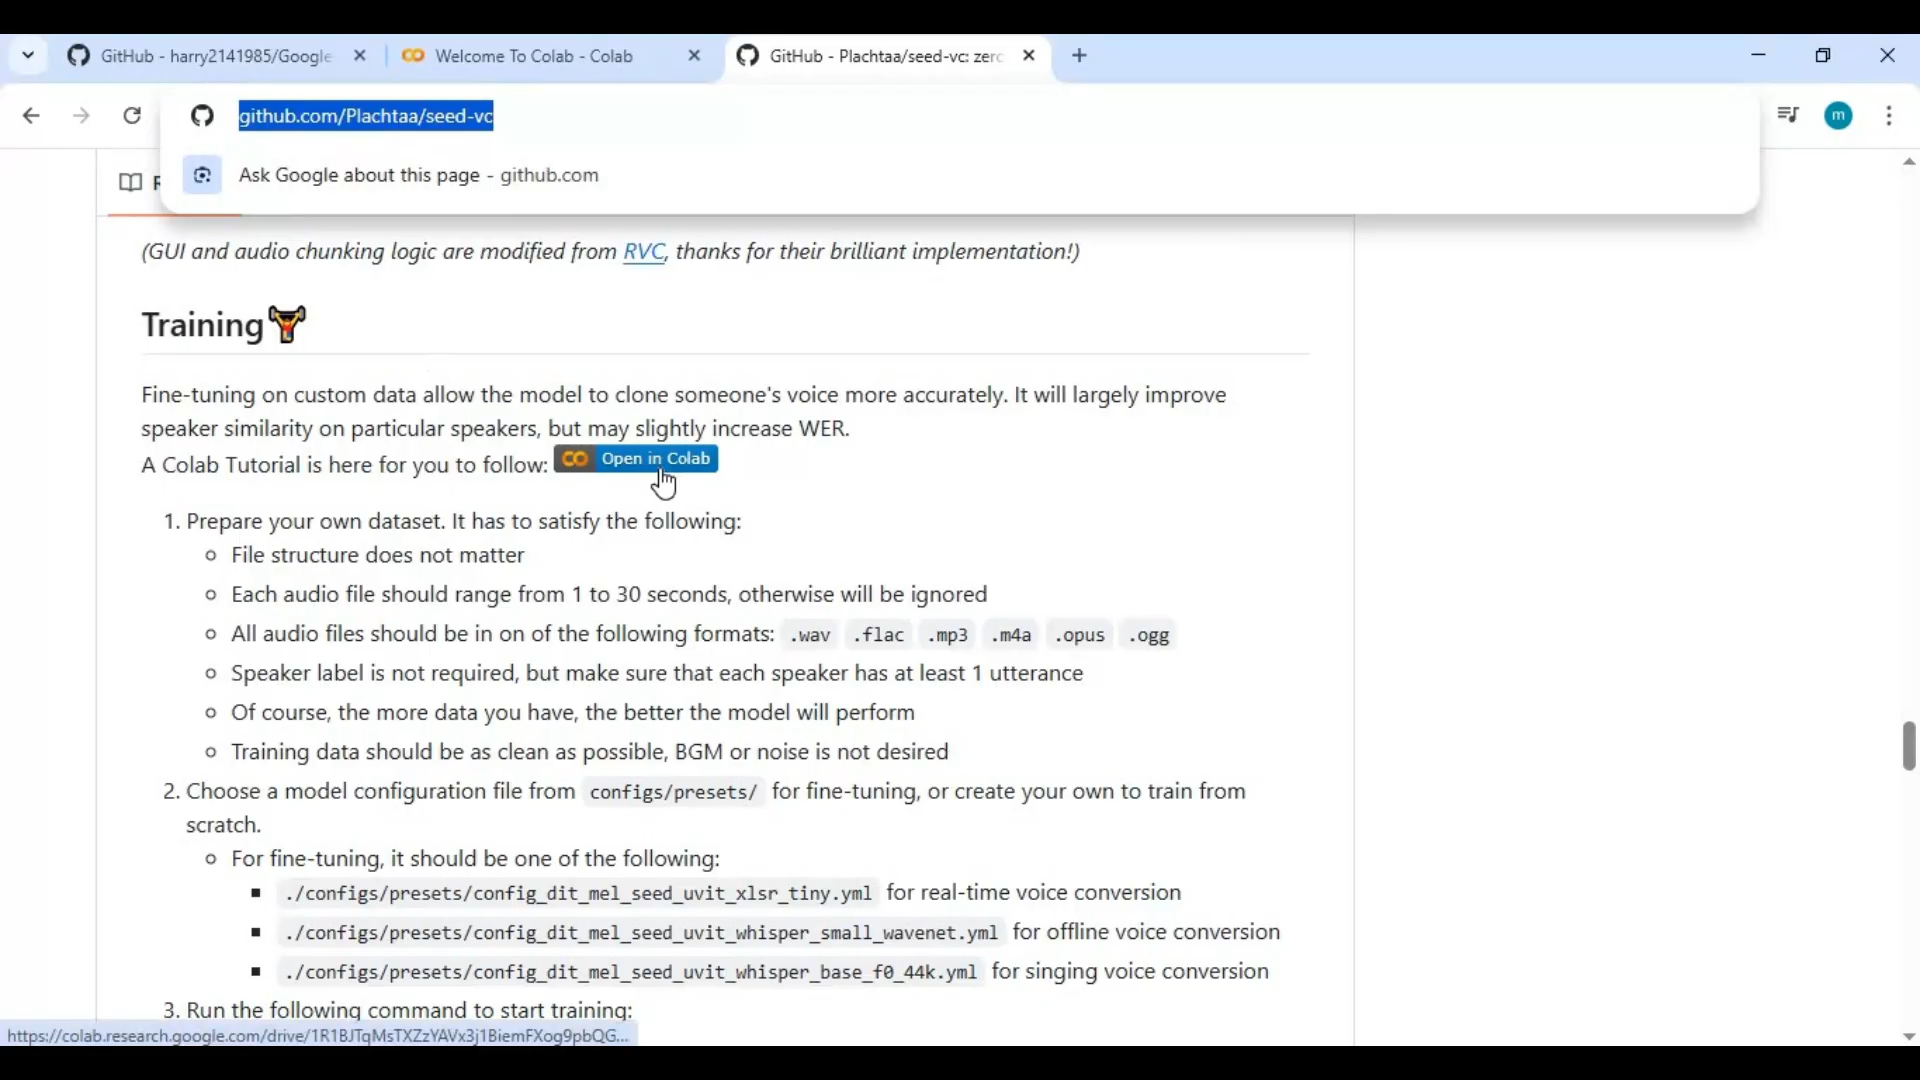 GitHub - harry2141985/Google
Welcome To Colab - Colab
GitHub - Plachtaa/seed-vc: zero
github.com/Plachtaa/seed-vc
m
Ask Google about this page - github.com
(GUI and audio chunking logic are modified from RVC, thanks for their brilliant implementation!)
Training
Fine-tuning on custom data allow the model to clone someone's voice more accurately. It will largely improve
speaker similarity on particular speakers, but may slightly increase WER.
A Colab Tutorial is here for you to follow: Open in Colab
1. Prepare your own dataset. It has to satisfy the following:
File structure does not matter
Each audio file should range from 1 to 30 seconds, otherwise will be ignored
All audio files should be in on of the following formats: .wav .flac .mp3 .m4a .opus .ogg
Speaker label is not required, but make sure that each speaker has at least 1 utterance
Of course, the more data you have, the better the model will perform
Training data should be as clean as possible, BGM or noise is not desired
2. Choose a model configuration file from configs/presets/ for fine-tuning, or create your own to train from
scratch.
For fine-tuning, it should be one of the following:
./configs/presets/config_dit_mel_seed_uvit_xlsr_tiny.yml for real-time voice conversion
./configs/presets/config_dit_mel_seed_uvit_whisper_small_wavenet.yml for offline voice conversion
./configs/presets/config_dit_mel_seed_uvit_whisper_base_f0_44k.yml for singing voice conversion
3. Run the following command to start training:
https://colab.research.google.com/drive/1R1BJTqMsTXZzYAVx3j1BiemFXog9pbQG...